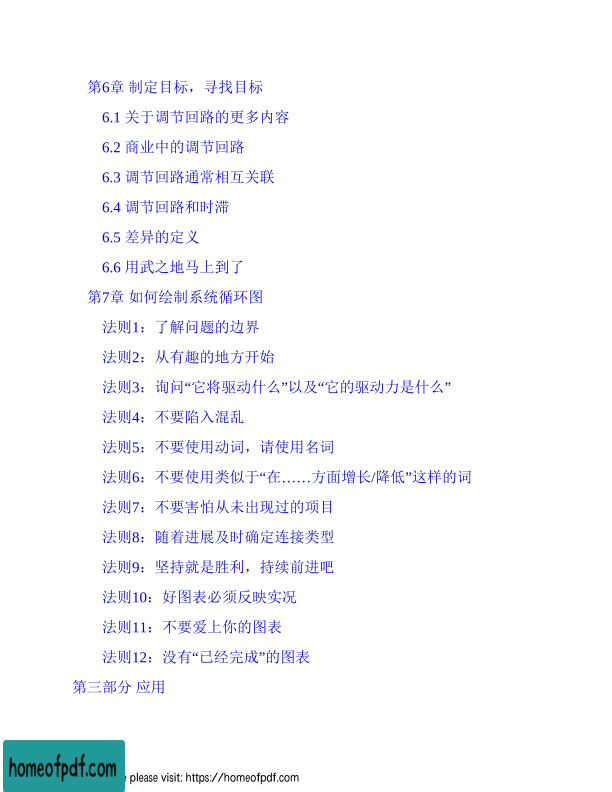 第6章 制定目标，寻找目标
6.1 关于调节回路的更多内容
6.2 商业中的调节回路
6.3 调节回路通常相互关联
6.4 调节回路和时滞
6.5 差异的定义
6.6 用武之地马上到了
第7章 如何绘制系统循环图
法则1：了解问题的边界
法则2：从有趣的地方开始
法则3：询问“它将驱动什么”以及“它的驱动力是什么”
法则4：不要陷入混乱
法则5：不要使用动词，请使用名词
法则6：不要使用类似于“在……方面增长/降低”这样的词
法则7：不要害怕从未出现过的项目
法则8：随着进展及时确定连接类型
法则9：坚持就是胜利，持续前进吧
法则10：好图表必须反映实况
法则11：不要爱上你的图表
法则12：没有“已经完成”的图表
第三部分 应用
homeofpdf.com
please visit: https://homeofpdf.com